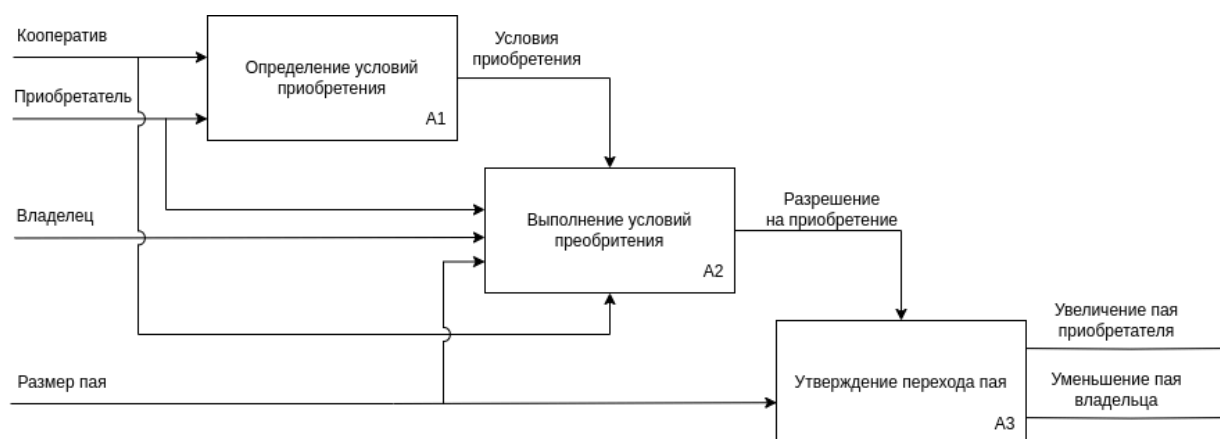 Кооператив
Приобретатель
Определение условий
приобретения
A1
Условия
приобретения
Владелец
Выполнение условий
преобритения
A2
Разрешение
на приобретение
Размер пая
Утверждение перехода пая
A3
Увеличение пая
приобретателя
Уменьшение пая
владельца